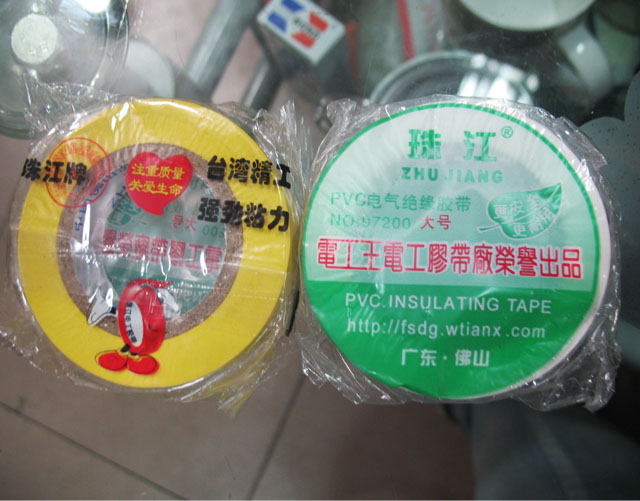 珠江牌
注重质量
关爱生命
台湾精工
强劲粘力
大号
珠江®
ZHUJIANG
PVC电气绝缘胶带
NO:97200 大号
電工王電工膠帶廠榮譽出品
PVC.INSULATING TAPE
http://fsdg.wtianx.com
广东·佛山